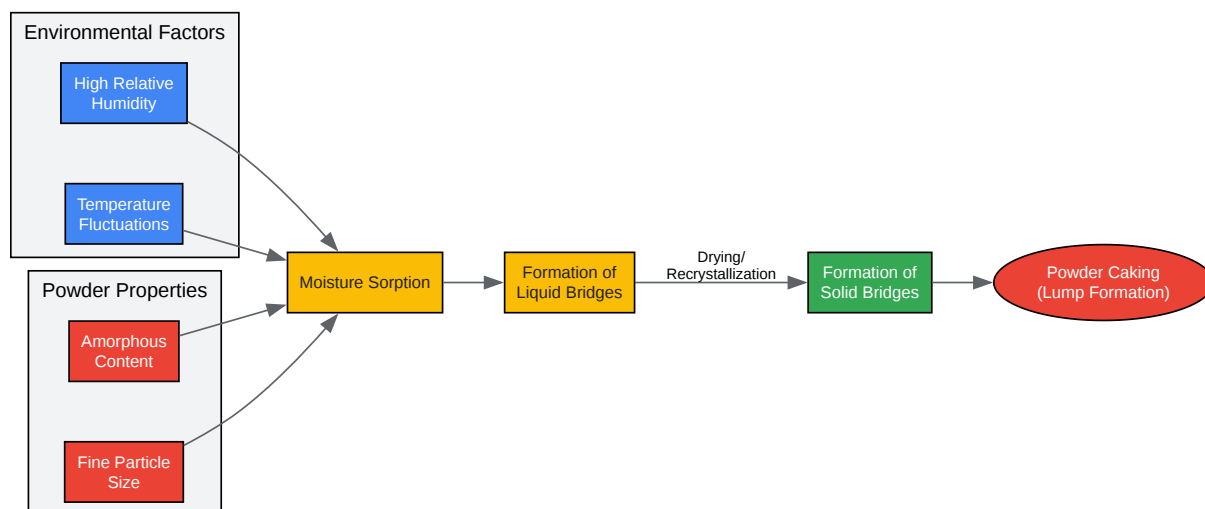 Environmental Factors
High Relative
Humidity
Temperature
Fluctuations
Powder Properties
Amorphous
Content
Fine Particle
Size
Moisture Sorption
Formation of
Liquid Bridges
Drying/
Recrystallization
Formation of
Solid Bridges
Powder Caking
(Lump Formation)